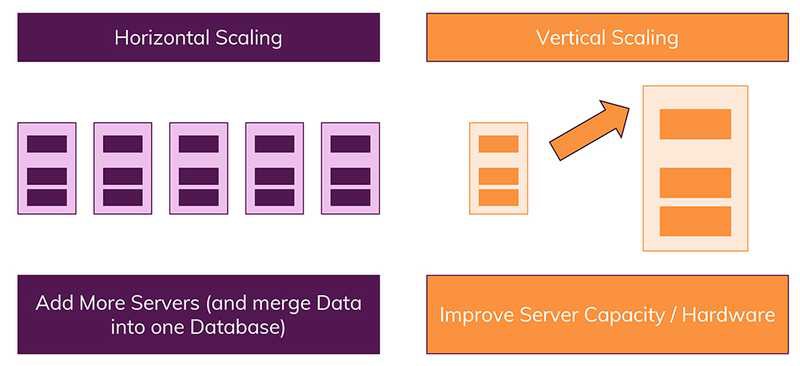 Horizontal Scaling
Vertical Scaling
Add More Servers (and merge Data
into one Database)
Improve Server Capacity / Hardware